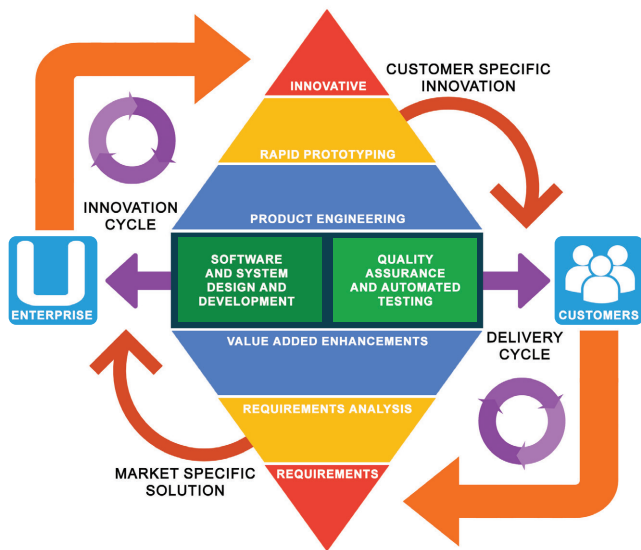 INNOVATIVE
CUSTOMER SPECIFIC
INNOVATION
RAPID PROTOTYPING
INNOVATION
CYCLE
PRODUCT ENGINEERING
U
ENTERPRISE
SOFTWARE
AND SYSTEM
DESIGN AND
DEVELOPMENT
QUALITY
ASSURANCE
AND AUTOMATED
TESTING
CUSTOMERS
VALUE ADDED ENHANCEMENTS
DELIVERY
CYCLE
REQUIREMENTS ANALYSIS
MARKET SPECIFIC
SOLUTION
REQUIREMENTS